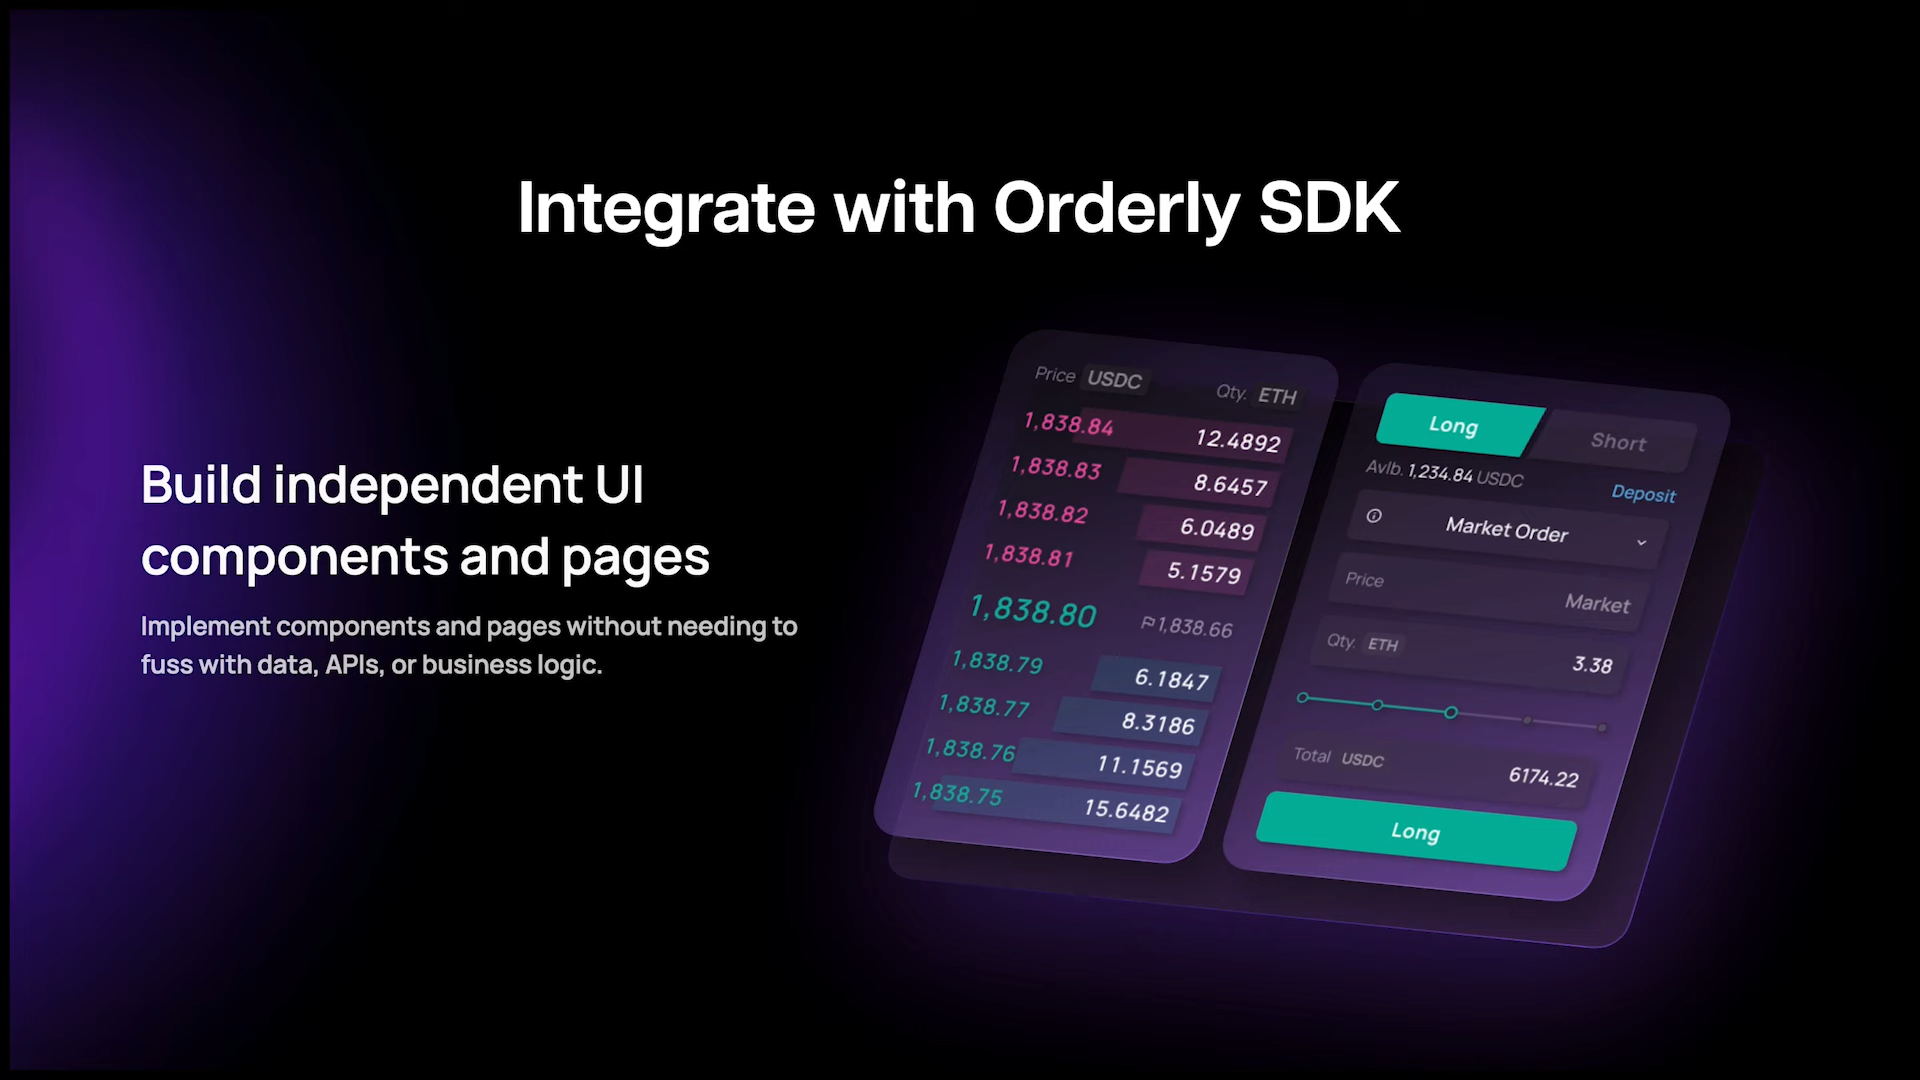 Integrate with Orderly SDK
Build independent UI
components and pages
Implement components and pages without needing to
fuss with data, APIs, or business logic.
Price USDC Qty. ETH
1,838.84 12.4892
1,838.83 8.6457
1,838.82 6.0489
1,838.81 5.1579
1,838.80 1,838.66
1,838.79 6.1847
1,838.77 8.3186
1,838.76 11.1569
1,838.75 15.6482
Long Short
Avlb. 1,234.84 USDC Deposit
Market Order
Price Market
Qty. ETH 3.38
Total USDC 6174.22
Long